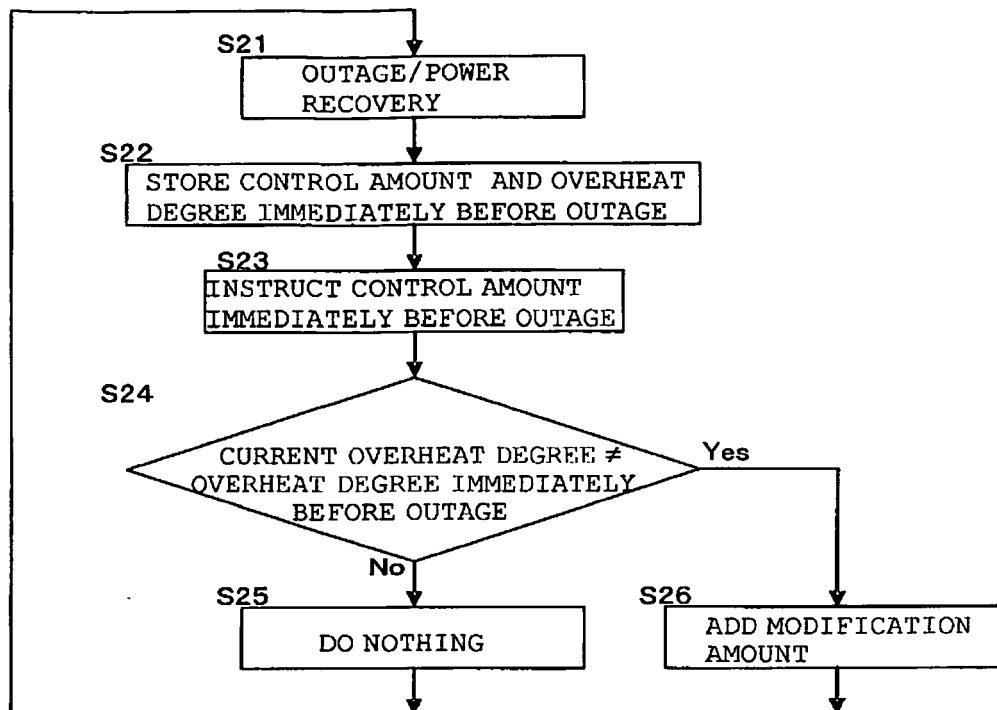 S21
OUTAGE/POWER
RECOVERY
S22
STORE CONTROL AMOUNT AND OVERHEAT
DEGREE IMMEDIATELY BEFORE OUTAGE
S23
INSTRUCT CONTROL AMOUNT
IMMEDIATELY BEFORE OUTAGE
S24
CURRENT OVERHEAT DEGREE ≠
OVERHEAT DEGREE IMMEDIATELY
BEFORE OUTAGE
Yes
No
S25
DO NOTHING
S26
ADD MODIFICATION
AMOUNT